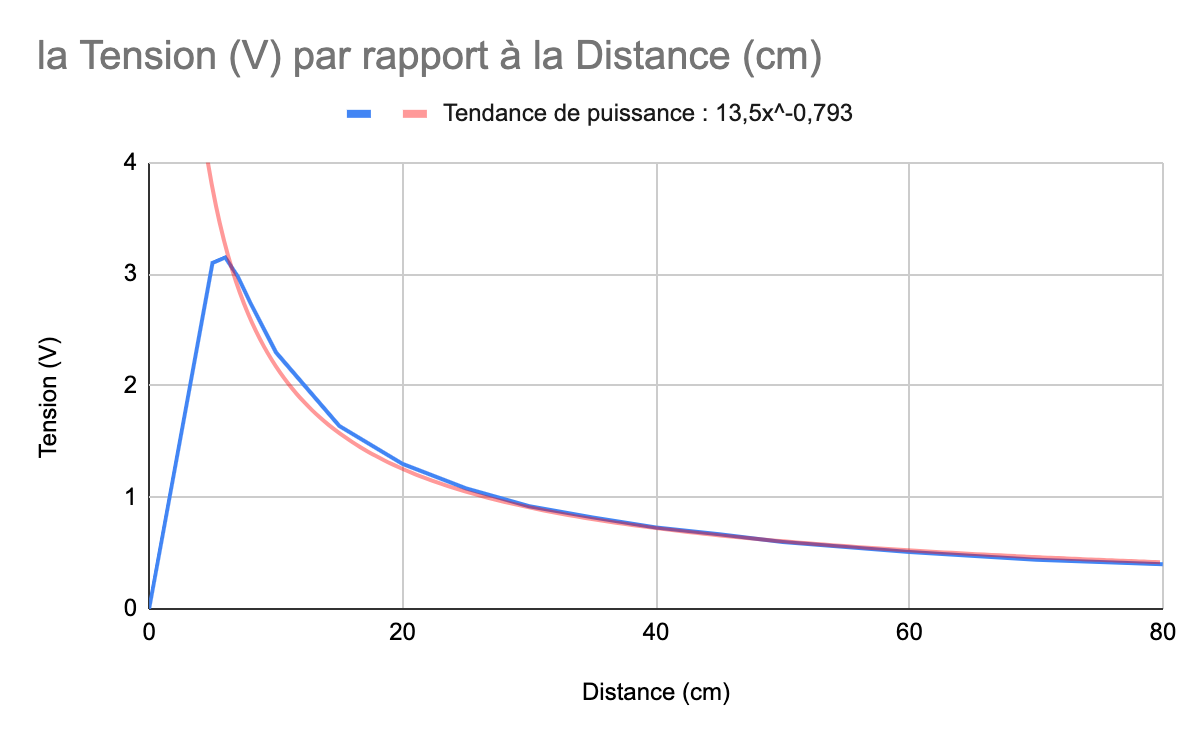 la Tension (V) par rapport à la Distance (cm)
Tendance de puissance : 13,5x^-0,793
4
3
2
1
0
Tension (V)
0 20 40 60 80
Distance (cm)